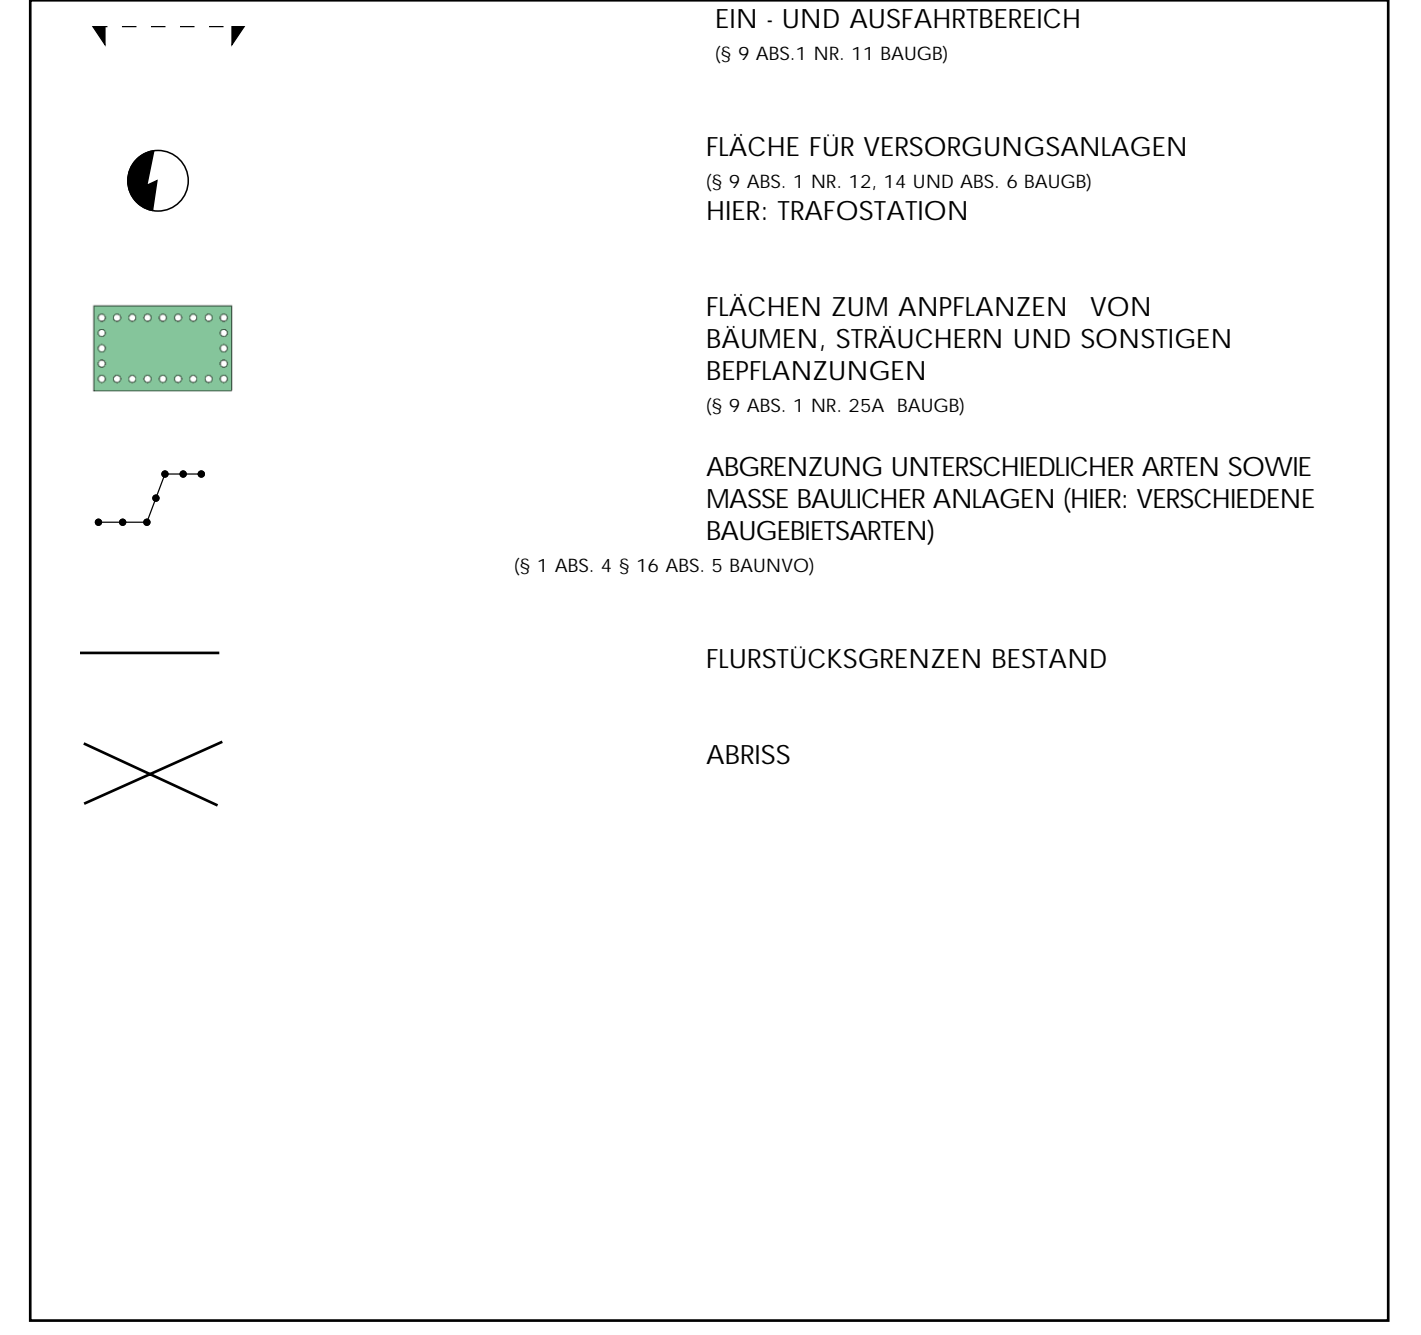 EIN - UND AUSFAHRTBEREICH
(§ 9 ABS.1 NR. 11 BAUGB)
FLÄCHE FÜR VERSORGUNGSANLAGEN
(§ 9 ABS. 1 NR. 12, 14 UND ABS. 6 BAUGB)
HIER: TRAFOSTATION
FLÄCHEN ZUM ANPFLANZEN VON
BÄUMEN, STRÄUCHERN UND SONSTIGEN
BEPFLANZUNGEN
(§ 9 ABS. 1 NR. 25A BAUGB)
ABGRENZUNG UNTERSCHIEDLICHER ARTEN SOWIE
MASSE BAULICHER ANLAGEN (HIER: VERSCHIEDENE
BAUGEBIETSARTEN)
(§ 1 ABS. 4 § 16 ABS. 5 BAUNVO)
FLURSTÜCKSGRENZEN BESTAND
ABRISS